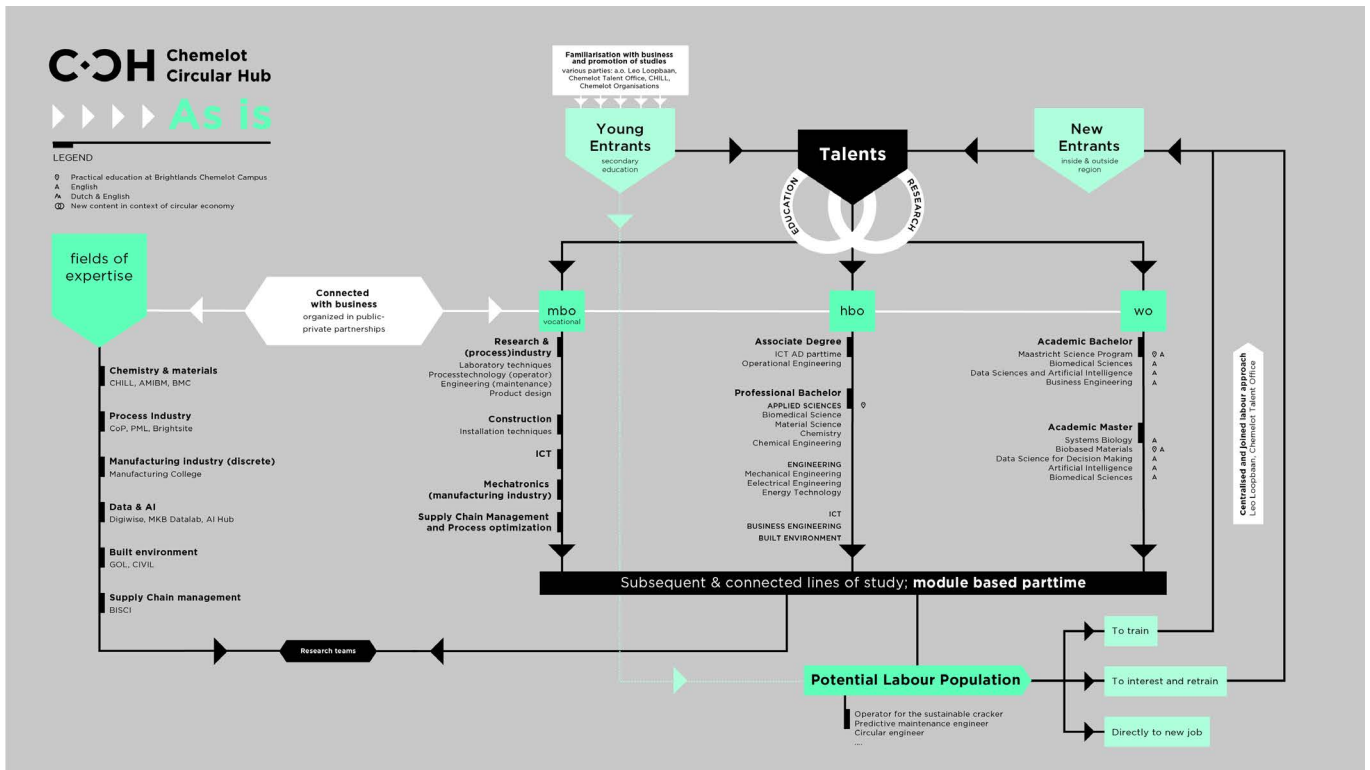 C·CH Chemelot
Circular Hub
As is
LEGEND
Practical education at Brightlands Chemelot Campus
A English
Dutch & English
New content in context of circular economy
Familiarisation with business
and promotion of studies
various parties: a.o. Leo Loopbaan,
Chemelot Talent Office, CHILL,
Chemelot Organisations
Young
Entrants
secondary
education
Talents
New
Entrants
inside & outside
region
EDUCATION
RESEARCH
fields of
expertise
Connected
with business
organized in public-
private partnerships
mbo
vocational
hbo
wo
Chemistry & materials
CHILL, AMIBM, BMC
Process Industry
CoP, PML, Brightsite
Manufacturing industry (discrete)
Manufacturing College
Data & AI
Digiwise, MKB Datalab, AI Hub
Built environment
GOL, CIVIL
Supply Chain management
BISCI
Research &
(process)industry
Laboratory techniques
Processtechnology (operator)
Engineering (maintenance)
Product design
Construction
Installation techniques
ICT
Mechatronics
(manufacturing industry)
Supply Chain Management
and Process optimization
Associate Degree
ICT AD parttime
Operational Engineering
Professional Bachelor
APPLIED SCIENCES
Biomedical Science
Material Science
Chemistry
Chemical Engineering
ENGINEERING
Mechanical Engineering
Eelectrical Engineering
Energy Technology
ICT
BUSINESS ENGINEERING
BUILT ENVIRONMENT
Academic Bachelor
Maastricht Science Program A
Biomedical Sciences A
Data Sciences and Artificial Intelligence A
Business Engineering A
Academic Master
Systems Biology A
Biobased Materials A
Data Science for Decision Making A
Artificial Intelligence A
Biomedical Sciences A
Centralised and joined labour approach
Leo Loopbaan, Chemelot Talent Office
Subsequent & connected lines of study; module based parttime
Research teams
Potential Labour Population
Operator for the sustainable cracker
Predictive maintenance engineer
Circular engineer
....
To train
To interest and retrain
Directly to new job